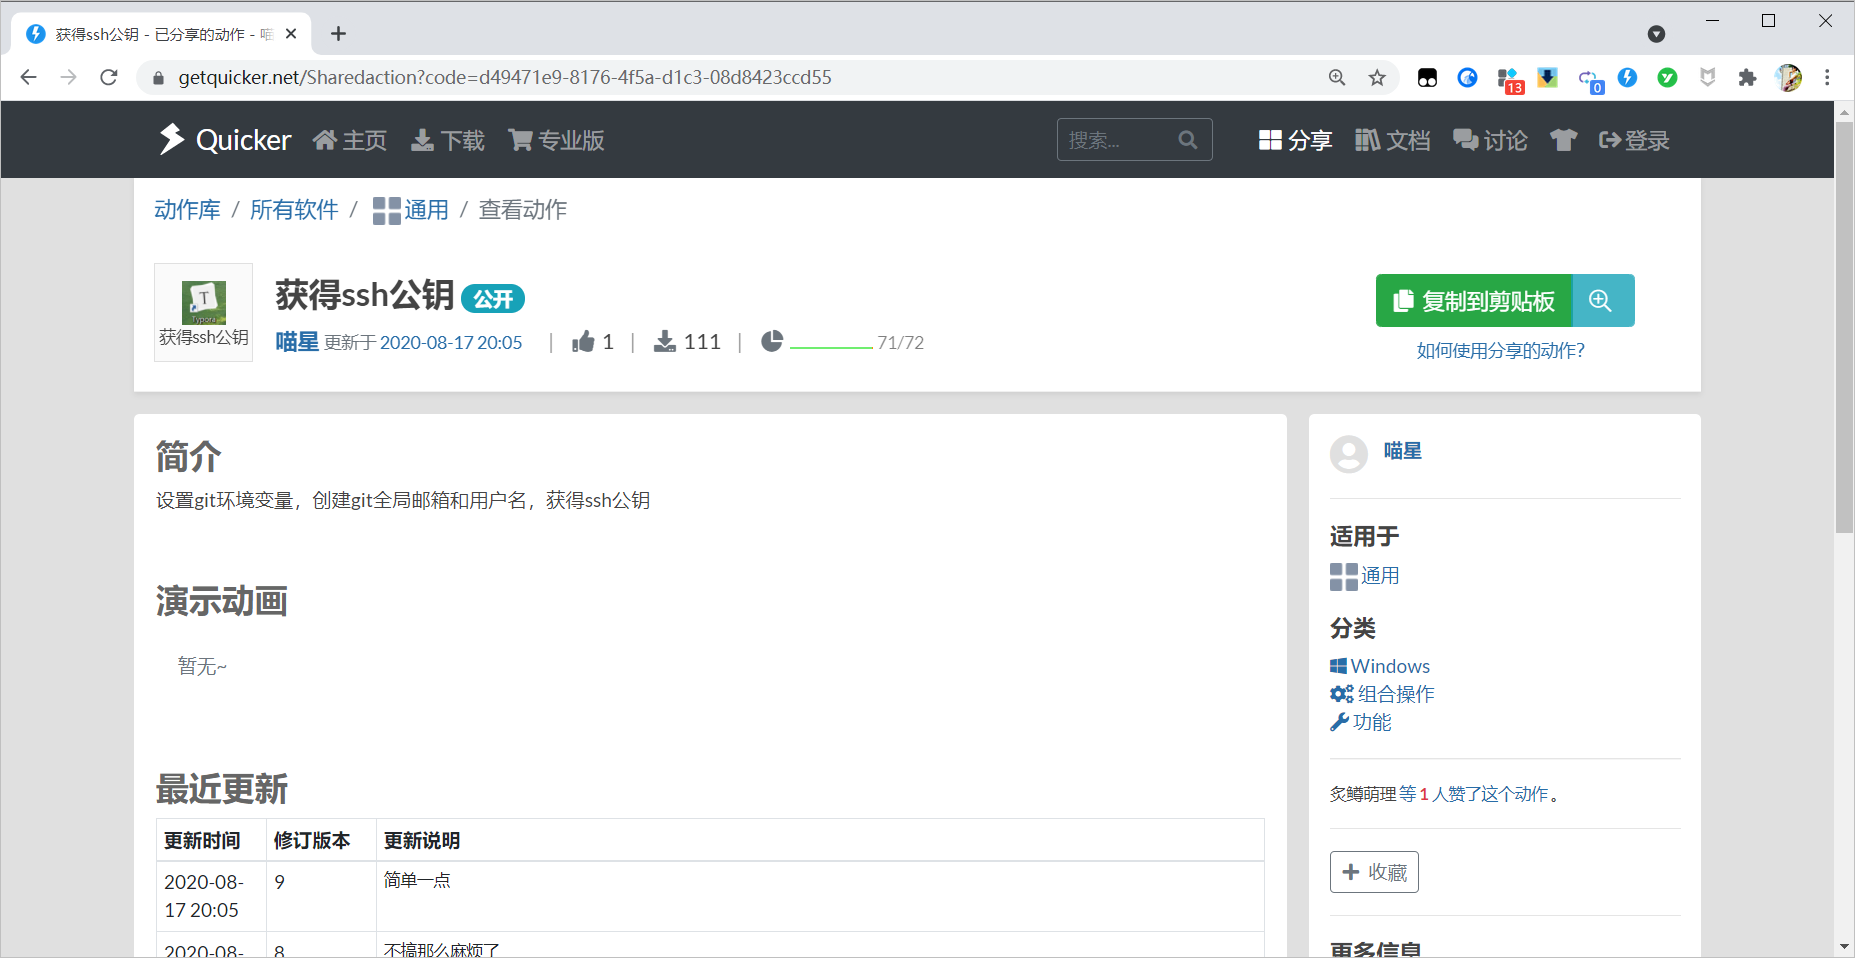 获得ssh公钥 - 已分享的动作 - 喵
getquicker.net/Sharedaction?code=d49471e9-8176-4f5a-d1c3-08d8423ccd55
13
0
Quicker 主页 下载 专业版 搜索... 分享 文档 讨论 登录
动作库 / 所有软件 / 通用 / 查看动作
T
Typora
获得ssh公钥
获得ssh公钥 公开
喵星 更新于 2020-08-17 20:05 | 1 | 111 | 71/72
复制到剪贴板
如何使用分享的动作?
简介
设置git环境变量，创建git全局邮箱和用户名，获得ssh公钥
演示动画
暂无~
最近更新
更新时间 修订版本 更新说明
2020-08-17 20:05 9 简单一点
2020-08- 8 不搞那么麻烦了
喵星
适用于
通用
分类
Windows
组合操作
功能
炙鳟萌理 等 1 人赞了这个动作 。
+ 收藏
更多信息